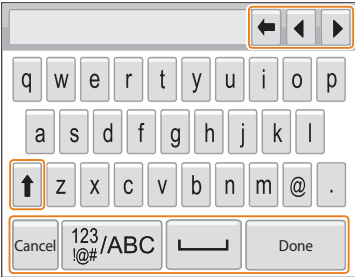 q w e r t y u i o p
a s d f g h j k l
z x c v b n m @ .
Cancel 123 !@# /ABC Done